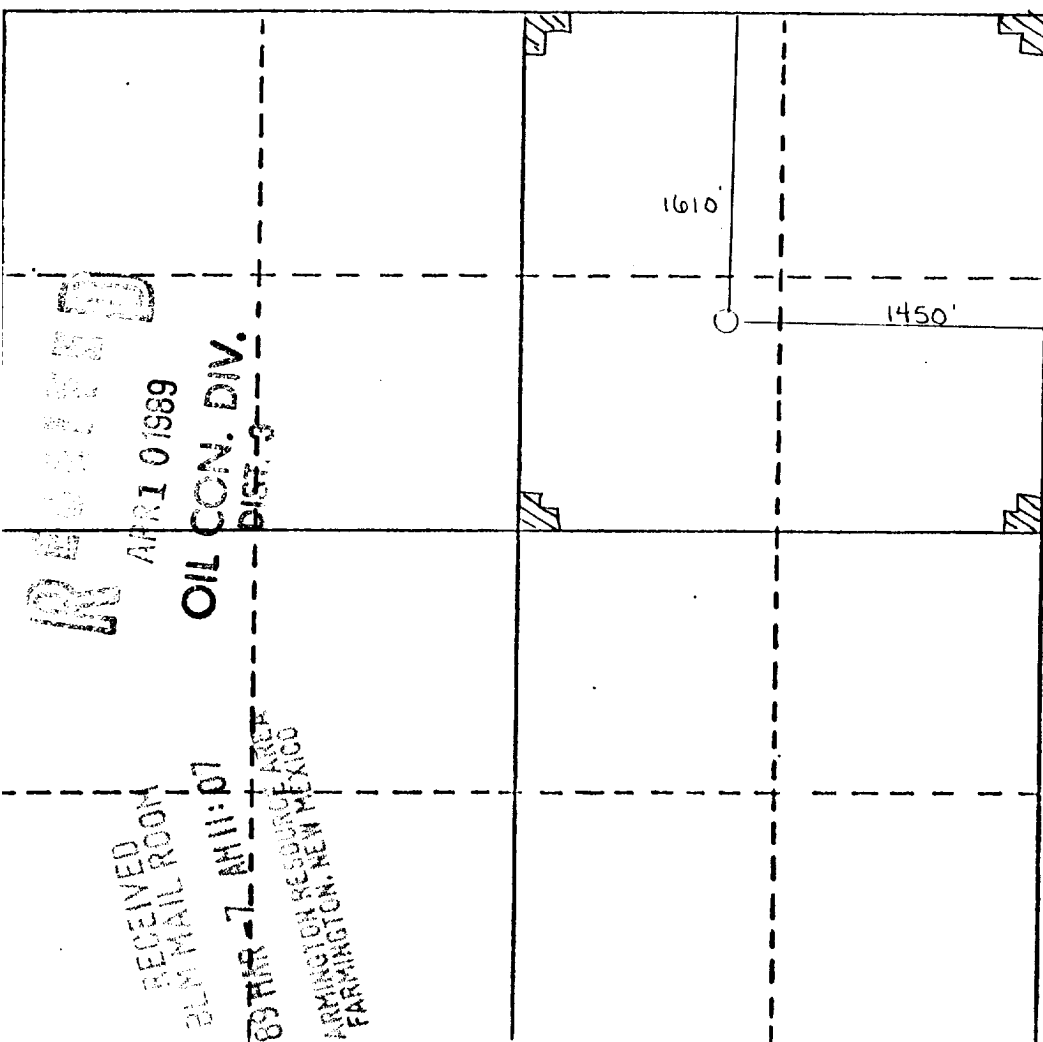 1610'
1450'
RECEIVED
APR 1 0 1989
OIL CON. DIV.
DIST. 3
RECEIVED
BLM MAIL ROOM
89 MAR -7 AM 11:07
FARMINGTON RESOURCE AREA
FARMINGTON, NEW MEXICO